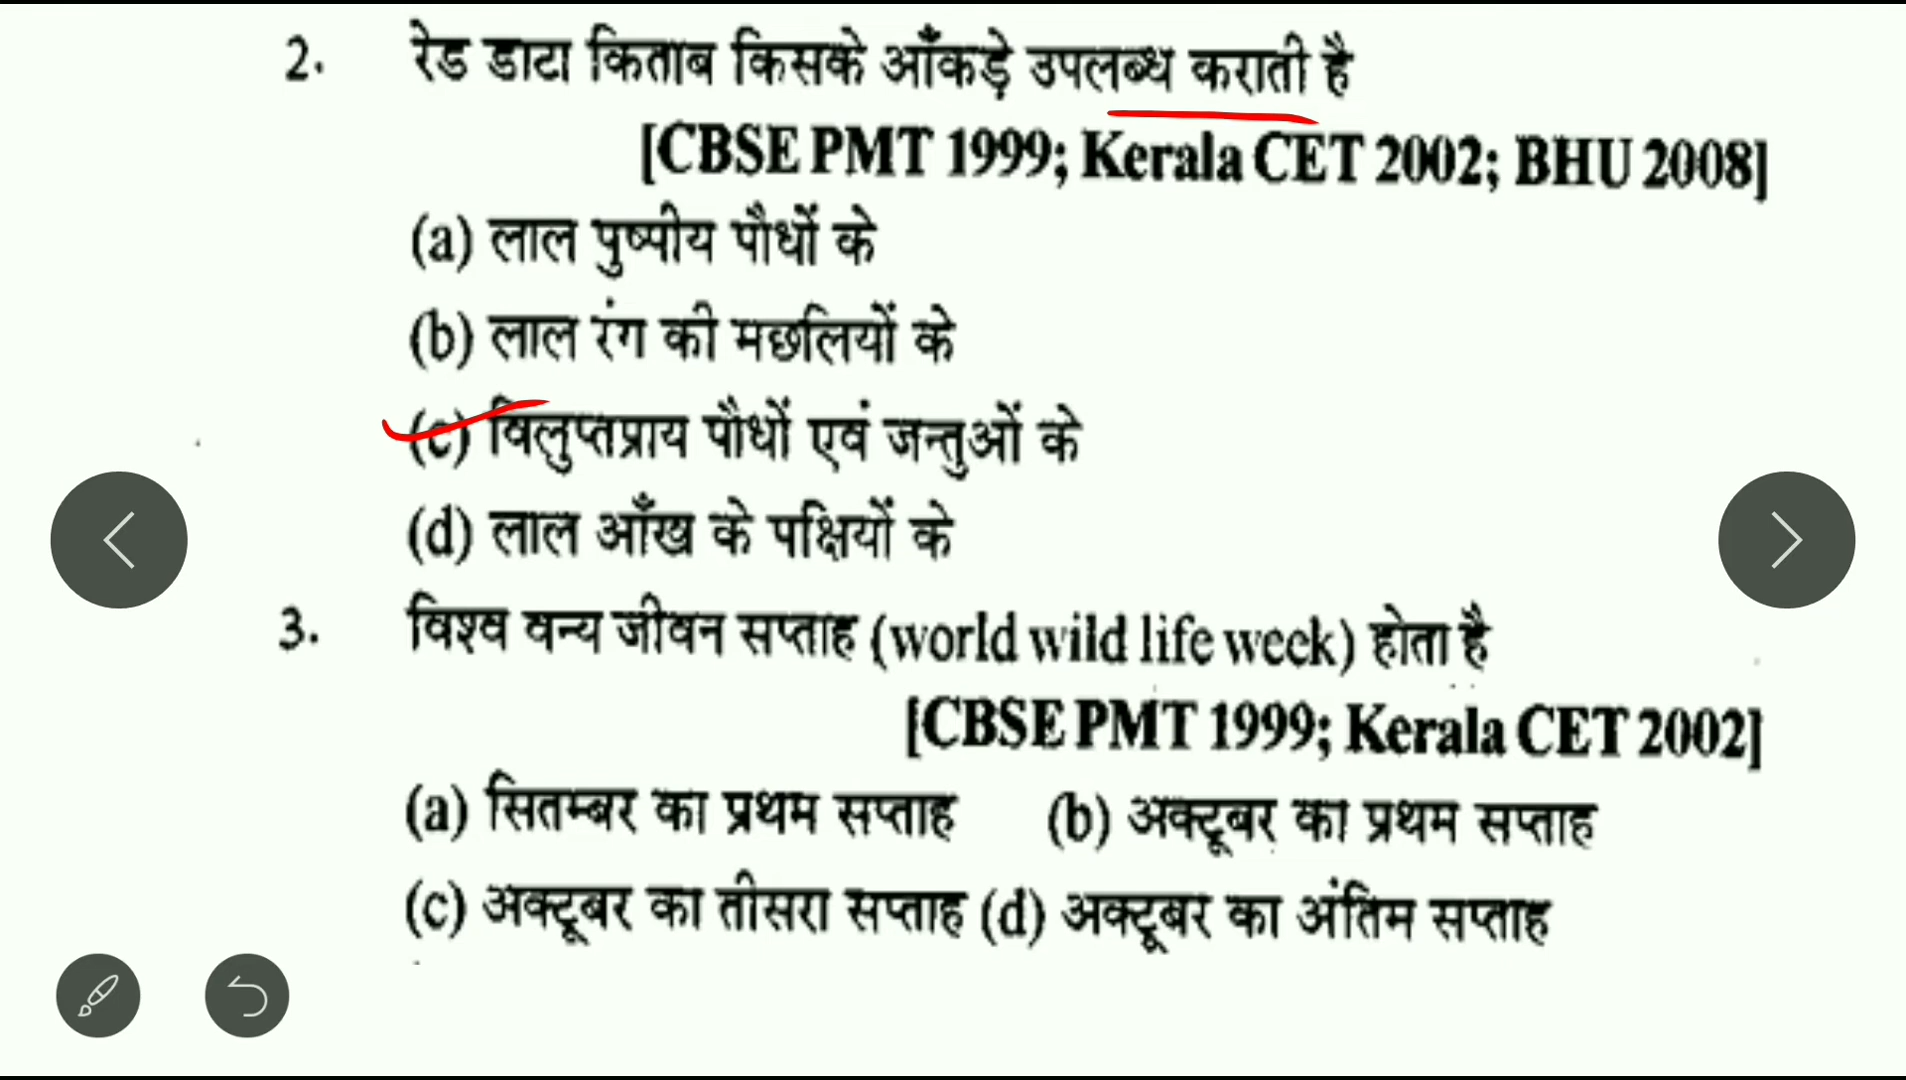 2. रेड डाटा किताब किसके आँकड़े उपलब्ध कराती है
[CBSE PMT 1999; Kerala CET 2002; BHU 2008]
(a) लाल पुष्पीय पौधों के
(b) लाल रंग की मछलियों के
(c) विलुप्तप्राय पौधों एवं जन्तुओं के
(d) लाल आँख के पक्षियों के
3. विश्व वन्य जीवन सप्ताह (world wild life week) होता है
[CBSE PMT 1999; Kerala CET 2002]
(a) सितम्बर का प्रथम सप्ताह (b) अक्टूबर का प्रथम सप्ताह
(c) अक्टूबर का तीसरा सप्ताह (d) अक्टूबर का अंतिम सप्ताह